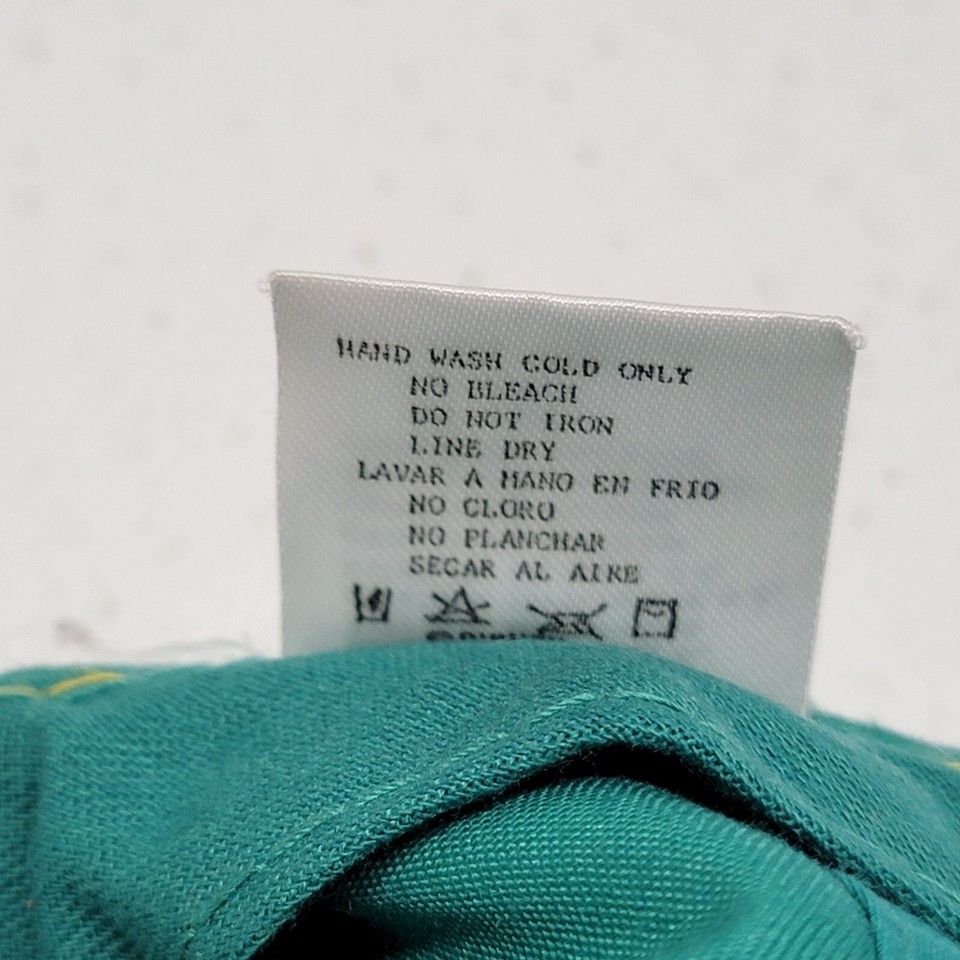 HAND WASH COLD ONLY
NO BLEACH
DO NOT IRON
LINE DRY
LAVAR A MANO EN FRIO
NO CLORO
NO PLANCHAR
SECAR AL AIRE